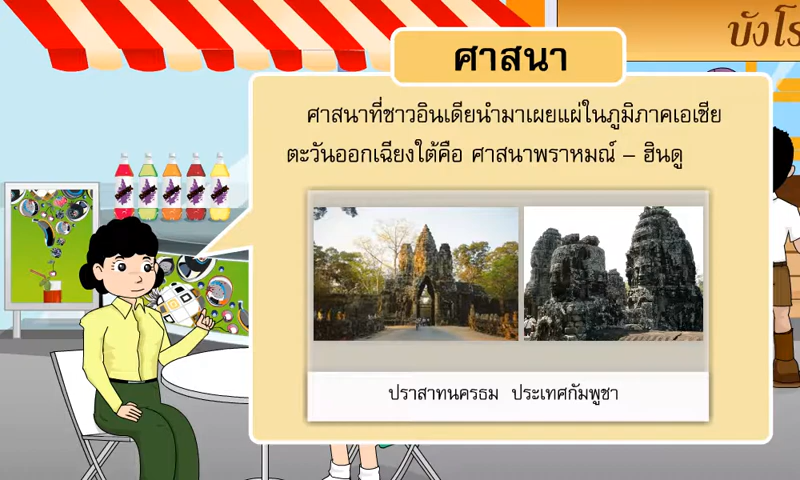 บังโร
ศาสนา
ศาสนาที่ชาวอินเดียนำมาเผยแผ่ในภูมิภาคเอเชีย
ตะวันออกเฉียงใต้คือ ศาสนาพราหมณ์ – ฮินดู
ปราสาทนครธม ประเทศกัมพูชา